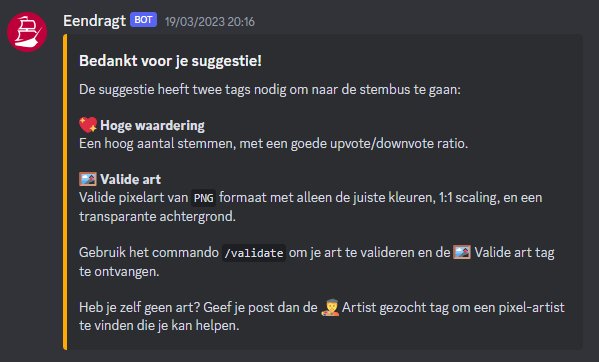 Eendragt BOT 19/03/2023 20:16
Bedankt voor je suggestie!
De suggestie heeft twee tags nodig om naar de stembus te gaan:
💖 Hoge waardering
Een hoog aantal stemmen, met een goede upvote/downvote ratio.
🖼️ Valide art
Valide pixelart van PNG formaat met alleen de juiste kleuren, 1:1 scaling, en een
transparante achtergrond.
Gebruik het commando /validate om je art te valideren en de 🖼️ Valide art tag
te ontvangen.
Heb je zelf geen art? Geef je post dan de 🧑‍🎨 Artist gezocht tag om een pixel-artist
te vinden die je kan helpen.